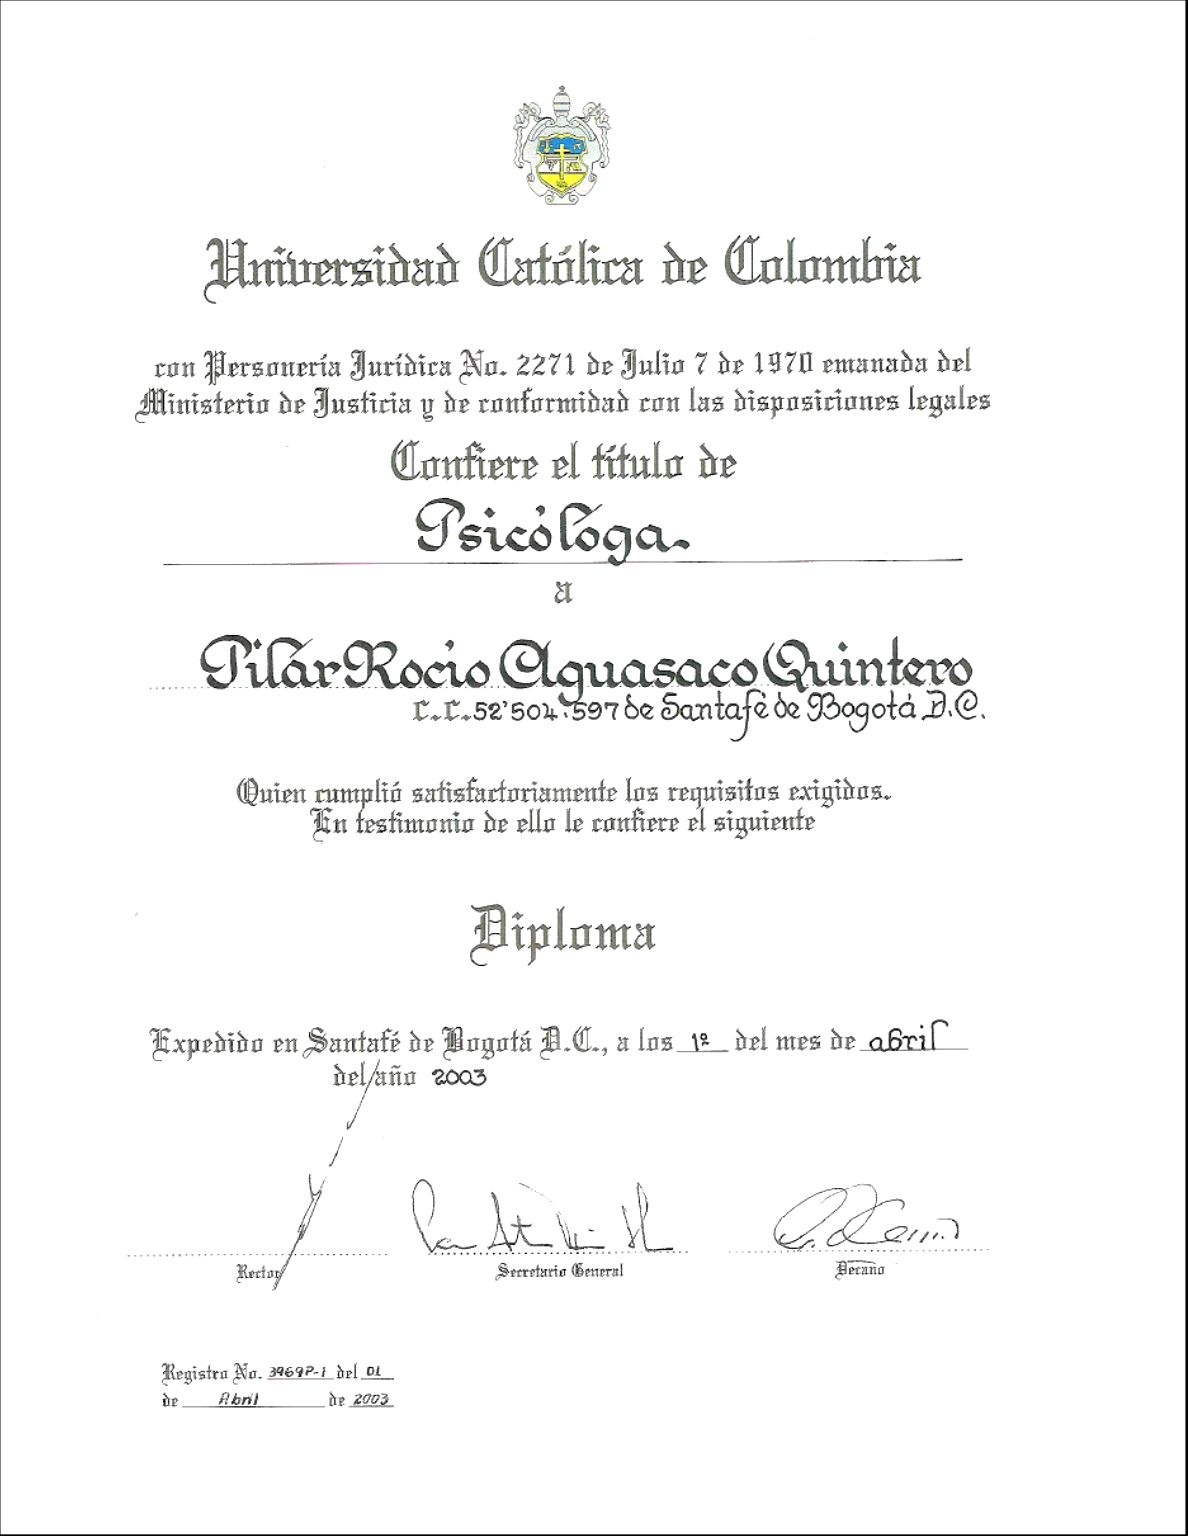 Universidad Católica de Colombia
con Personería Jurídica No. 2271 de Julio 7 de 1970 emanada del
Ministerio de Justicia y de conformidad con las disposiciones legales
Confiere el título de
Psicóloga.
a
Pilar Rocio Aguasaco Quintero
C.C. 52'504.597 de Santafé de Bogotá D.C.
Quien cumplió satisfactoriamente los requisitos exigidos.
En testimonio de ello le confiere el siguiente
Diploma
Expedido en Santafé de Bogotá D.C., a los 1º del mes de abril
del año 2003
Rector Secretario General Decano
Registro No. 3969P-1 del 01
de Abril de 2003